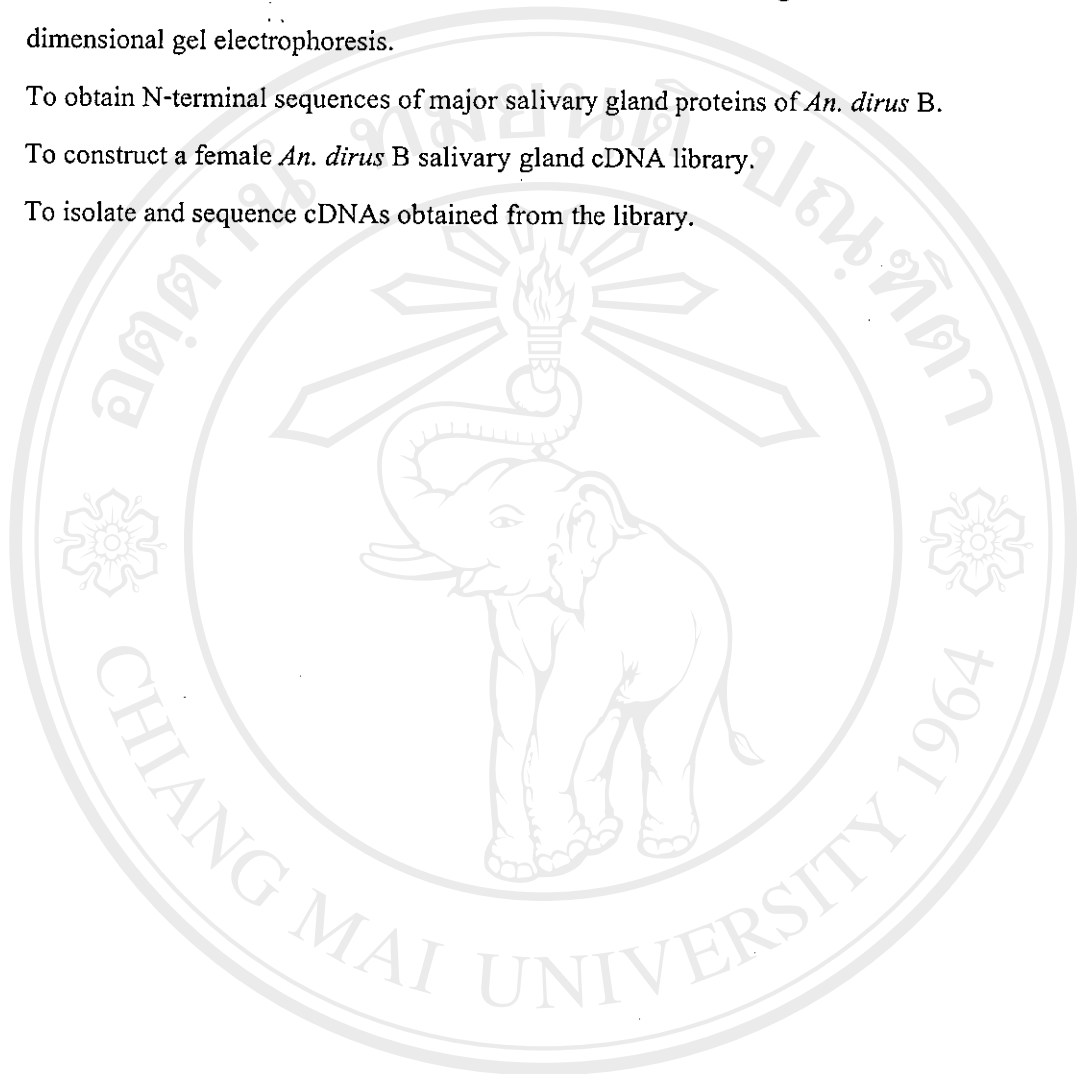 dimensional gel electrophoresis.
To obtain N-terminal sequences of major salivary gland proteins of An. dirus B.
To construct a female An. dirus B salivary gland cDNA library.
To isolate and sequence cDNAs obtained from the library.
CHIANG MAI UNIVERSITY 1964